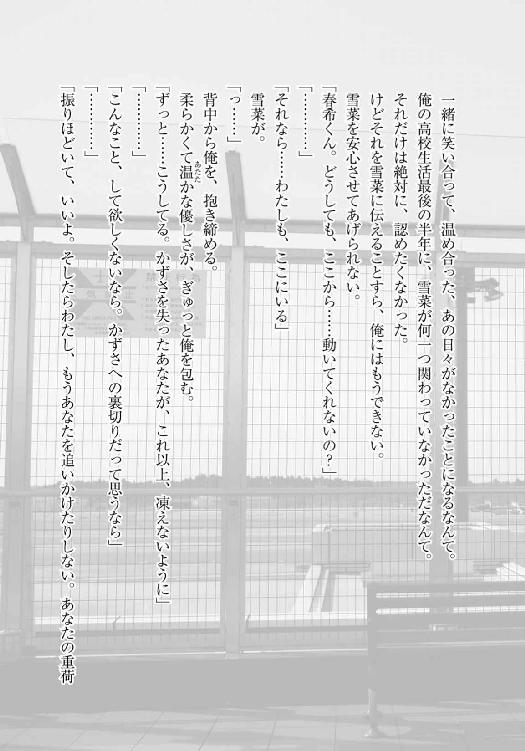 一緒に笑い合って、温め合った、あの日々がなかったことになるなんて。
俺の高校生活最後の半年に、雪菜が何一つ関わっていなかっただなんて。
それだけは絶対に、認めたくなかった。
けどそれを雪菜に伝えることすら、俺にはもうできない。
雪菜を安心させてあげられない。
「春希くん。どうしても、ここから……動いてくれないの？」
「…………」
「それなら……わたしも、ここにいる」
雪菜が。
「っ……」
背中から俺を、抱き締める。
柔らかくて温かな優しさが、ぎゅっと俺を包む。
あたた
「ずっと……こうしてる。かずさを失ったあなたが、これ以上、凍えないように」
「…………」
「こんなこと、して欲しくないなら。かずさへの裏切りだって思うなら」
「…………」
「振りほどいて、いいよ。そしたらわたし、もうあなたを追いかけたりしない。あなたの重荷